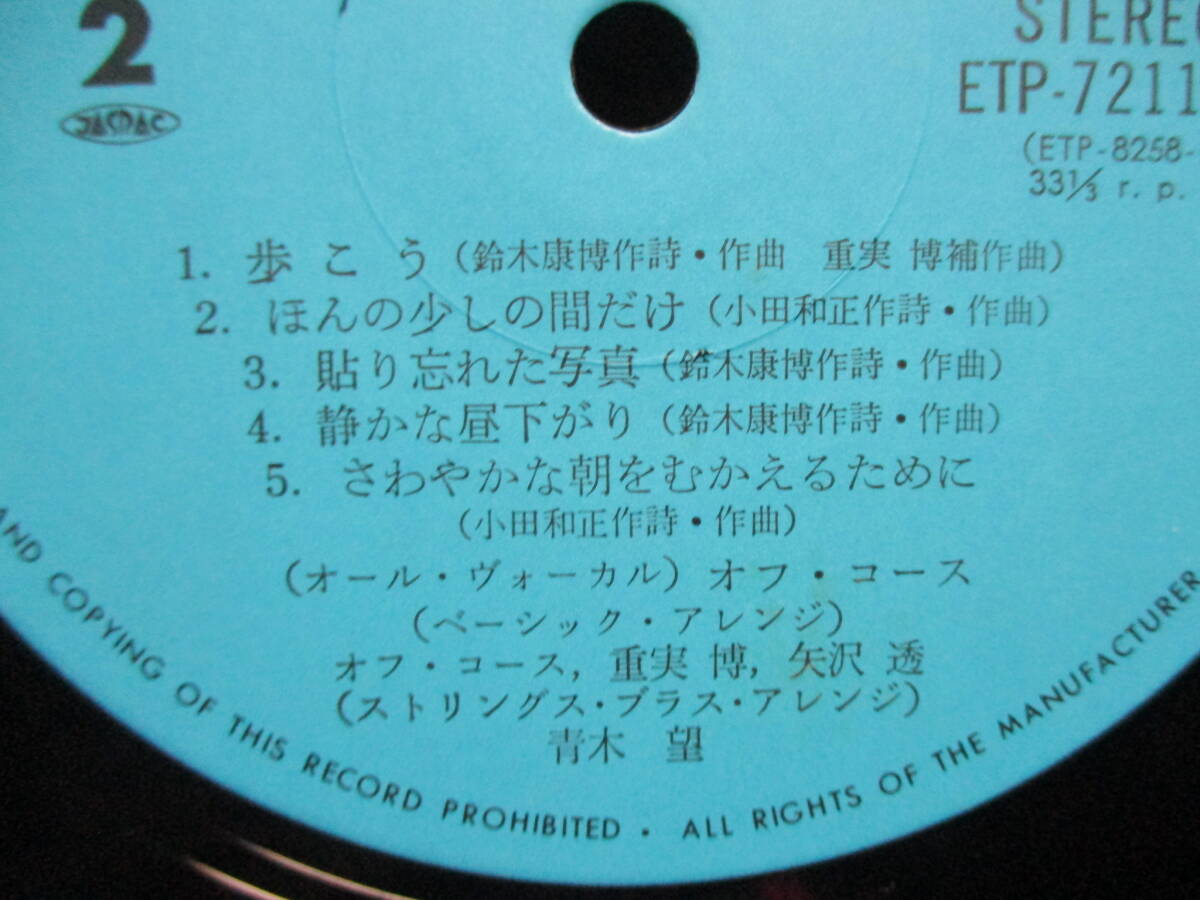 2
JASRAC
STEREO
ETP-7211
(ETP-8258-
33⅓ r. p.
1. 歩こう (鈴木康博作詩・作曲 重実 博補作曲)
2. ほんの少しの間だけ (小田和正作詩・作曲)
3. 貼り忘れた写真 (鈴木康博作詩・作曲)
4. 静かな昼下がり (鈴木康博作詩・作曲)
5. さわやかな朝をむかえるために
(小田和正作詩・作曲)
(オール・ヴォーカル) オフ・コース
(ベーシック・アレンジ)
オフ・コース, 重実 博, 矢沢 透
(ストリングス・ブラス・アレンジ)
青木 望
AND COPYING OF THIS RECORD PROHIBITED • ALL RIGHTS OF THE MANUFACTURER